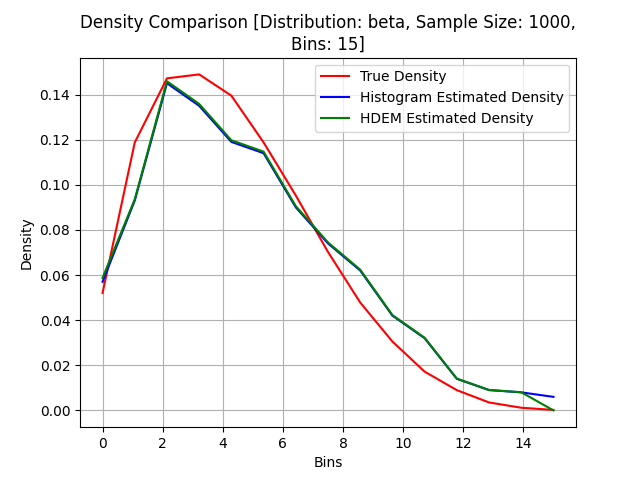 Density Comparison [Distribution: beta, Sample Size: 1000,
Bins: 15]
True Density
Histogram Estimated Density
HDEM Estimated Density
Density
0.14
0.12
0.10
0.08
0.06
0.04
0.02
0.00
0 2 4 6 8 10 12 14
Bins